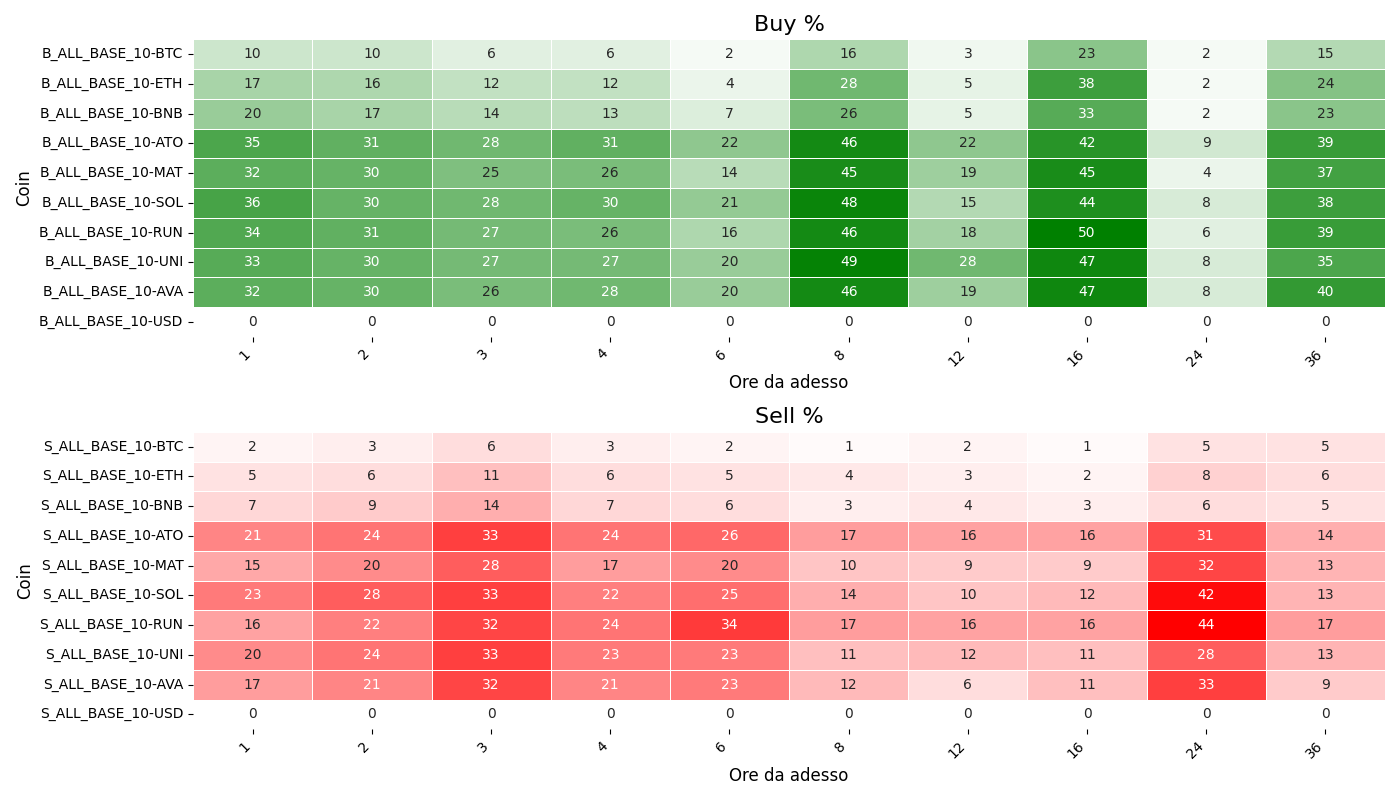 Buy %
Coin
B_ALL_BASE_10-BTC 10 10 6 6 2 16 3 23 2 15
B_ALL_BASE_10-ETH 17 16 12 12 4 28 5 38 2 24
B_ALL_BASE_10-BNB 20 17 14 13 7 26 5 33 2 23
B_ALL_BASE_10-ATO 35 31 28 31 22 46 22 42 9 39
B_ALL_BASE_10-MAT 32 30 25 26 14 45 19 45 4 37
B_ALL_BASE_10-SOL 36 30 28 30 21 48 15 44 8 38
B_ALL_BASE_10-RUN 34 31 27 26 16 46 18 50 6 39
B_ALL_BASE_10-UNI 33 30 27 27 20 49 28 47 8 35
B_ALL_BASE_10-AVA 32 30 26 28 20 46 19 47 8 40
B_ALL_BASE_10-USD 0 0 0 0 0 0 0 0 0 0
1 2 3 4 6 8 12 16 24 36
Ore da adesso
Sell %
Coin
S_ALL_BASE_10-BTC 2 3 6 3 2 1 2 1 5 5
S_ALL_BASE_10-ETH 5 6 11 6 5 4 3 2 8 6
S_ALL_BASE_10-BNB 7 9 14 7 6 3 4 3 6 5
S_ALL_BASE_10-ATO 21 24 33 24 26 17 16 16 31 14
S_ALL_BASE_10-MAT 15 20 28 17 20 10 9 9 32 13
S_ALL_BASE_10-SOL 23 28 33 22 25 14 10 12 42 13
S_ALL_BASE_10-RUN 16 22 32 24 34 17 16 16 44 17
S_ALL_BASE_10-UNI 20 24 33 23 23 11 12 11 28 13
S_ALL_BASE_10-AVA 17 21 32 21 23 12 6 11 33 9
S_ALL_BASE_10-USD 0 0 0 0 0 0 0 0 0 0
1 2 3 4 6 8 12 16 24 36
Ore da adesso